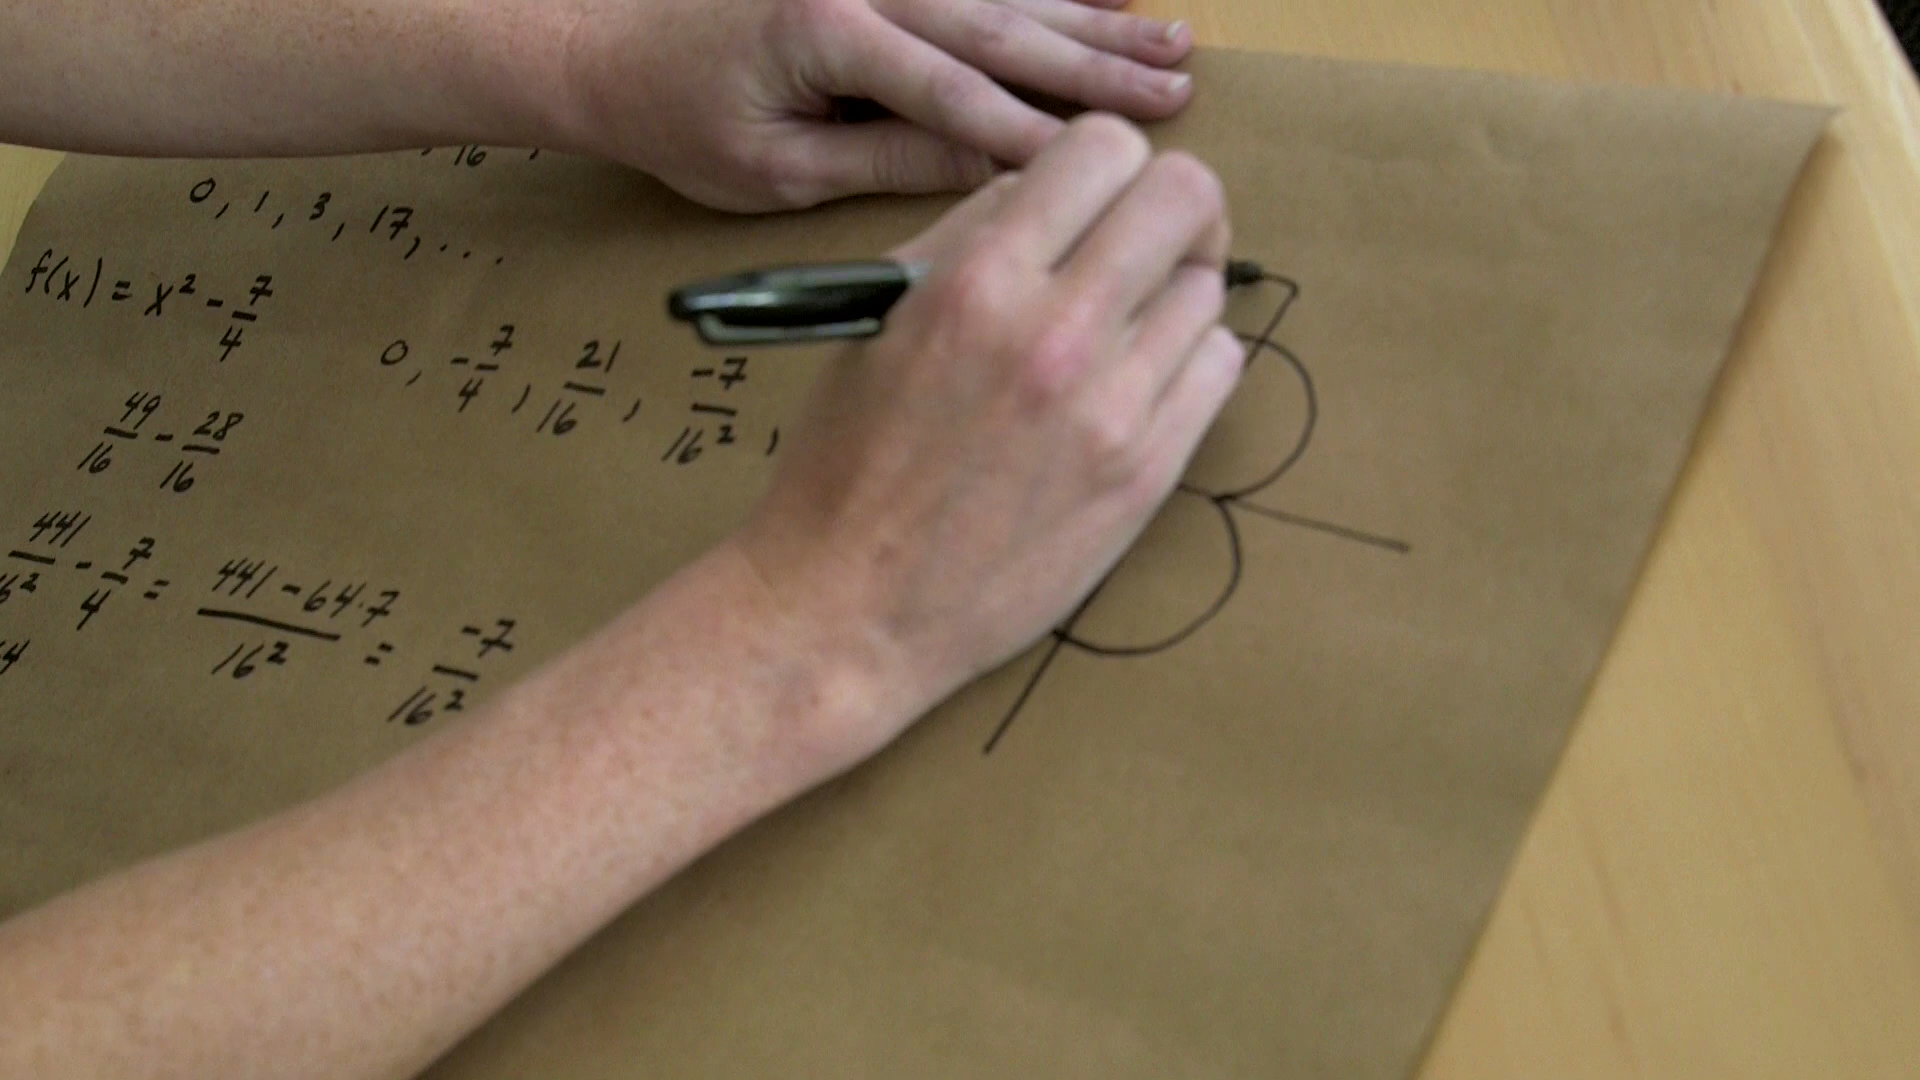 16,
0, 1, 3, 17, ...
f(x) = x² - 7/4
0, -7/4, 21/16, -7/16²,
49/16 - 28/16
441/16² - 7/4 = (441 - 64·7)/16² = -7/16²